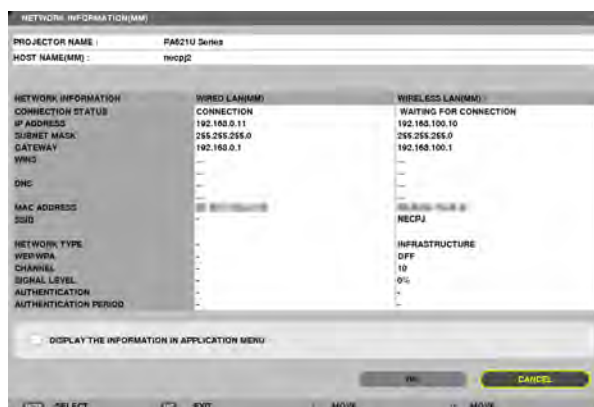 NETWORK INFORMATION(MM)
PROJECTOR NAME : PA621U Series
HOST NAME(MM) : necpj2
NETWORK INFORMATION WIRED LAN(MM) WIRELESS LAN(MM)
CONNECTION STATUS CONNECTION WAITING FOR CONNECTION
IP ADDRESS 192.168.0.11 192.168.100.10
SUBNET MASK 255.255.255.0 255.255.255.0
GATEWAY 192.168.0.1 192.168.100.1
WINS -- --
-- --
DNS -- --
-- --
MAC ADDRESS
SSID - NECPJ
NETWORK TYPE - INFRASTRUCTURE
WEP/WPA - OFF
CHANNEL - 10
SIGNAL LEVEL - 0%
AUTHENTICATION - -
AUTHENTICATION PERIOD - -
DISPLAY THE INFORMATION IN APPLICATION MENU
CANCEL
SELECT EXIT MOVE MOVE